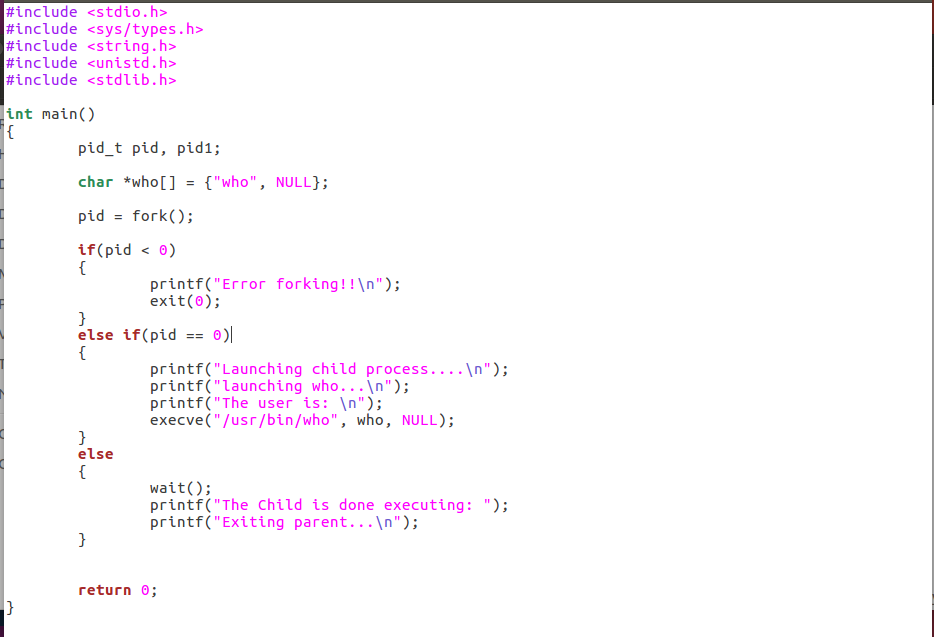 #include <stdio.h>
#include <sys/types.h>
#include <string.h>
#include <unistd.h>
#include <stdlib.h>

int main()
{
        pid_t pid, pid1;

        char *who[] = {"who", NULL};

        pid = fork();

        if(pid < 0)
        {
                printf("Error forking!!\n");
                exit(0);
        }
        else if(pid == 0)
        {
                printf("Launching child process....\n");
                printf("launching who...\n");
                printf("The user is: \n");
                execve("/usr/bin/who", who, NULL);
        }
        else
        {
                wait();
                printf("The Child is done executing: ");
                printf("Exiting parent...\n");
        }


        return 0;
}